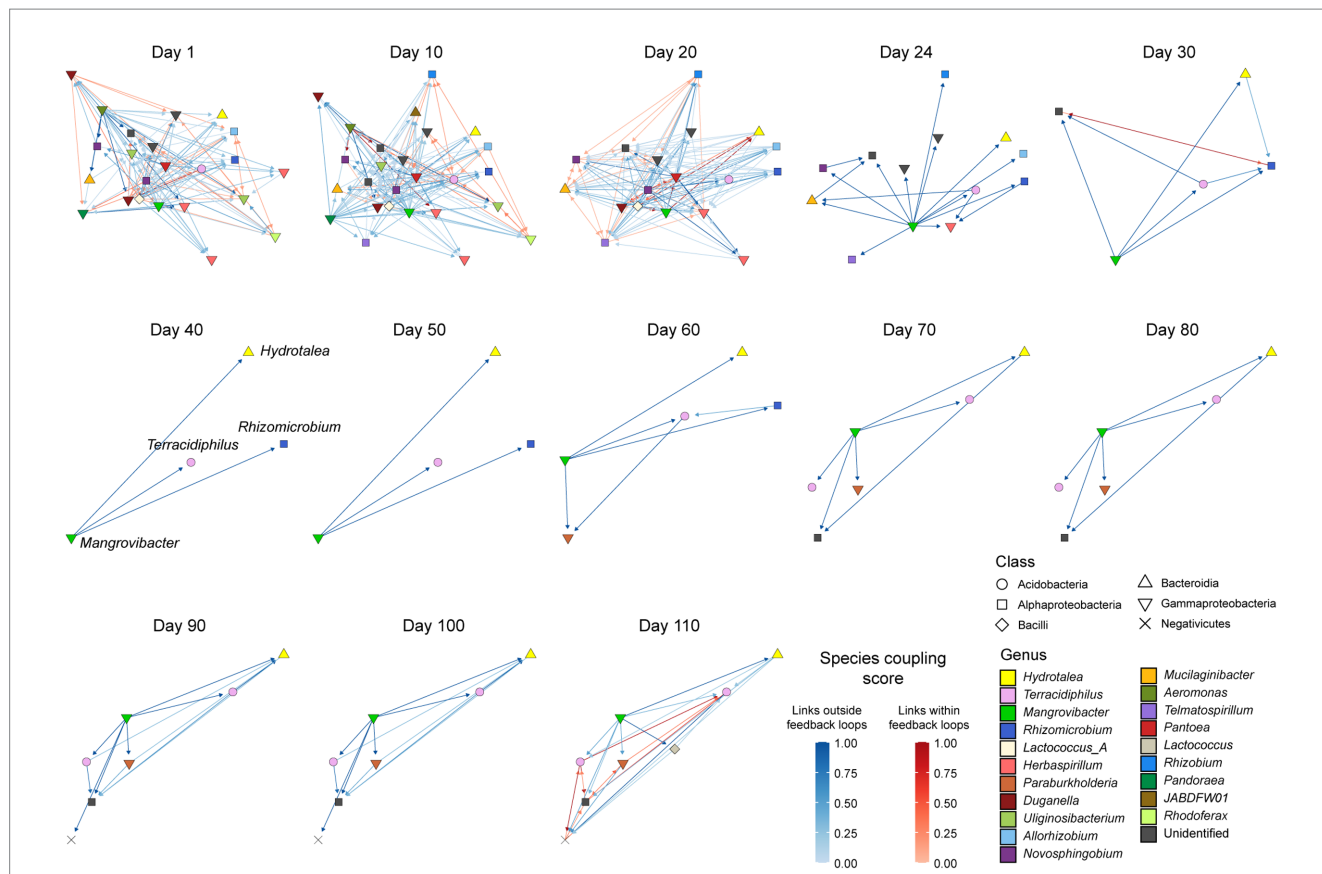 Day 1
Day 10
Day 20
Day 24
Day 30
Day 40
Day 50
Day 60
Day 70
Day 80
Hydrotalea
Rhizomicrobium
Terracidiphilus
Mangrovibacter
Day 90
Day 100
Day 110
Species coupling
score
Links outside
feedback loops
1.00
0.75
0.50
0.25
0.00
Links within
feedback loops
1.00
0.75
0.50
0.25
0.00
Class
Acidobacteria
Alphaproteobacteria
Bacilli
Bacteroidia
Gammaproteobacteria
Negativicutes
Genus
Hydrotalea
Terracidiphilus
Mangrovibacter
Rhizomicrobium
Lactococcus_A
Herbaspirillum
Paraburkholderia
Duganella
Uliginosibacterium
Allorhizobium
Novosphingobium
Mucilaginibacter
Aeromonas
Telmatospirillum
Pantoea
Lactococcus
Rhizobium
Pandoraea
JABDFW01
Rhodoferax
Unidentified